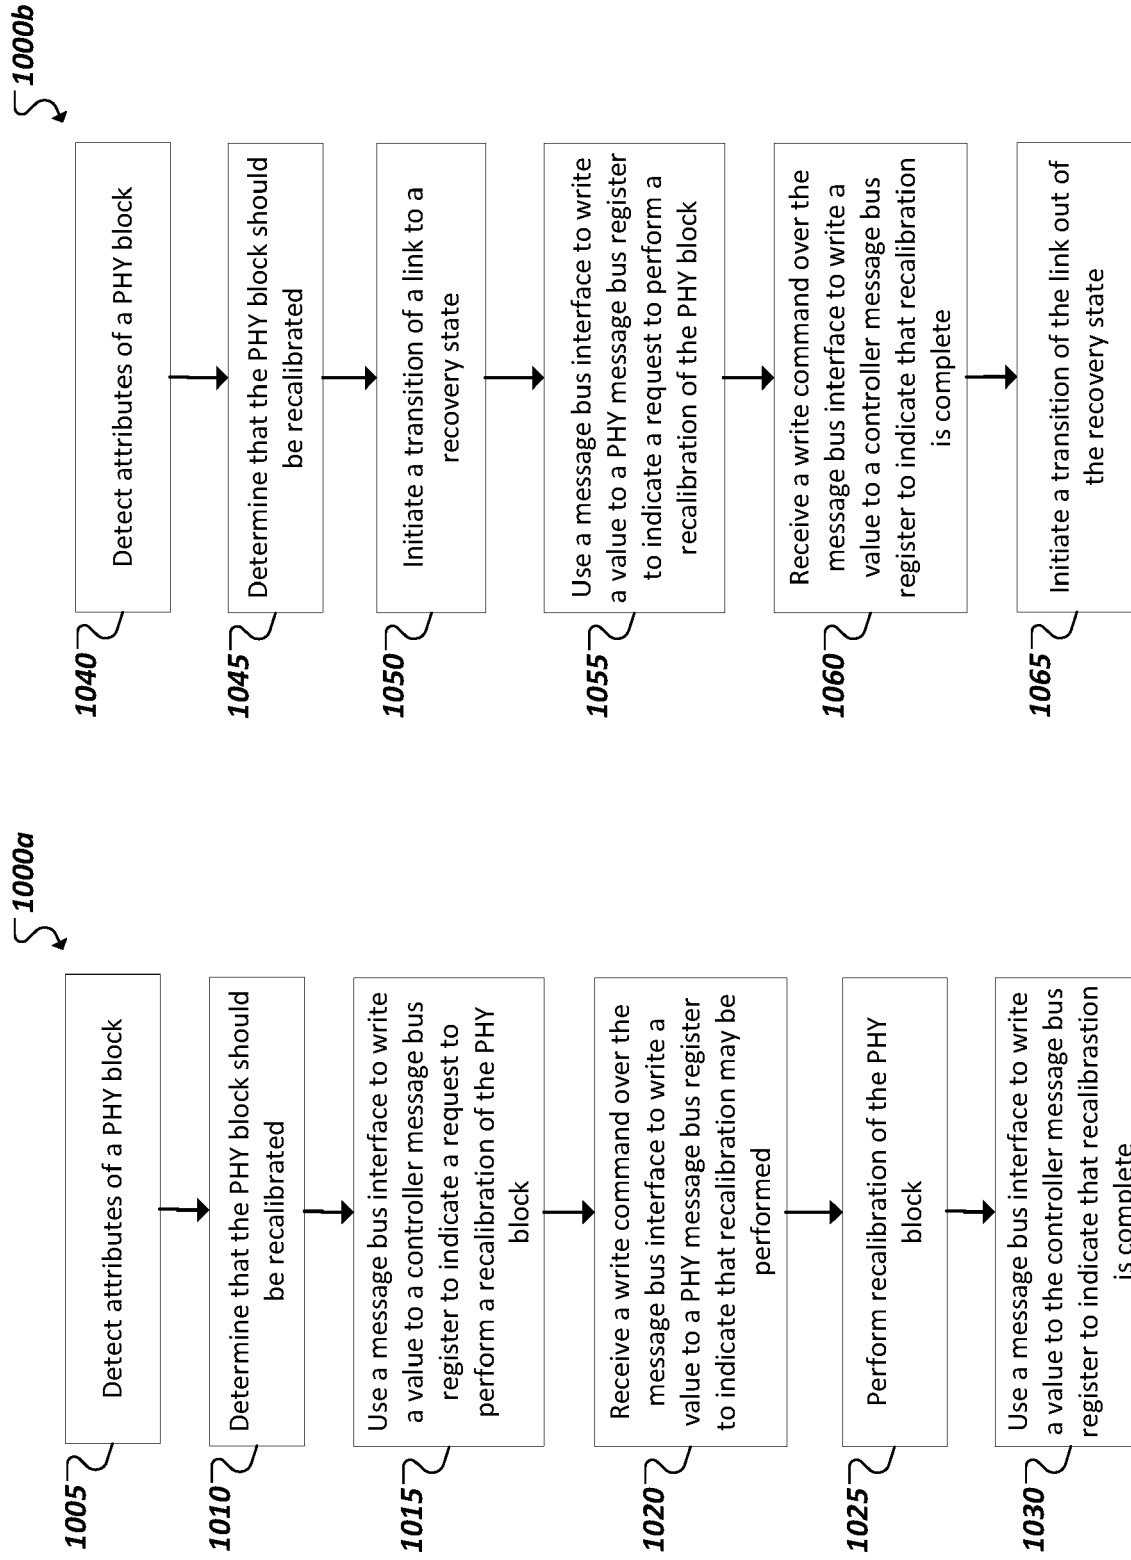 1000a
1005
Detect attributes of a PHY block
1010
Determine that the PHY block should
be recalibrated
1015
Use a message bus interface to write
a value to a controller message bus
register to indicate a request to
perform a recalibration of the PHY
block
1020
Receive a write command over the
message bus interface to write a
value to a PHY message bus register
to indicate that recalibration may be
performed
1025
Perform recalibration of the PHY
block
1030
Use a message bus interface to write
a value to the controller message bus
register to indicate that recalibrastion
is complete
1000b
1040
Detect attributes of a PHY block
1045
Determine that the PHY block should
be recalibrated
1050
Initiate a transition of a link to a
recovery state
1055
Use a message bus interface to write
a value to a PHY message bus register
to indicate a request to perform a
recalibration of the PHY block
1060
Receive a write command over the
message bus interface to write a
value to a controller message bus
register to indicate that recalibration
is complete
1065
Initiate a transition of the link out of
the recovery state